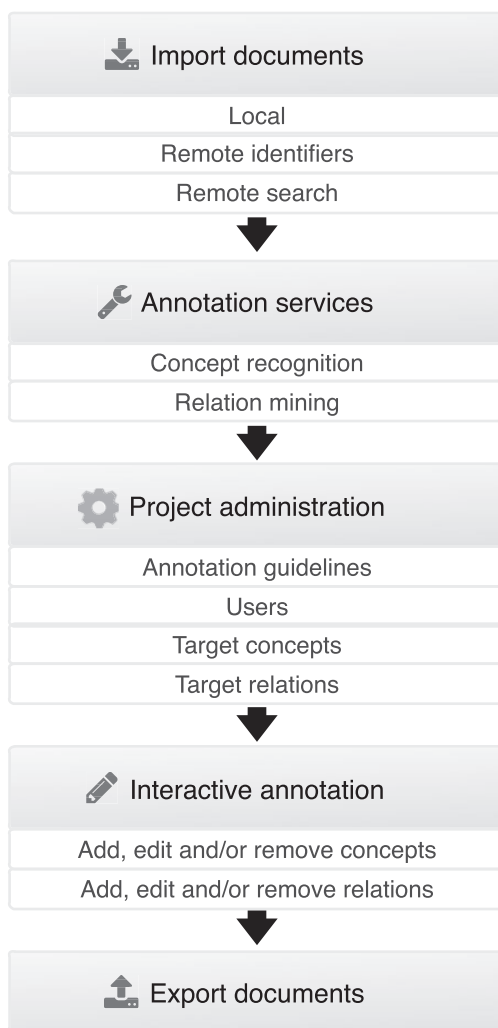 Import documents
Local
Remote identifiers
Remote search
Annotation services
Concept recognition
Relation mining
Project administration
Annotation guidelines
Users
Target concepts
Target relations
Interactive annotation
Add, edit and/or remove concepts
Add, edit and/or remove relations
Export documents